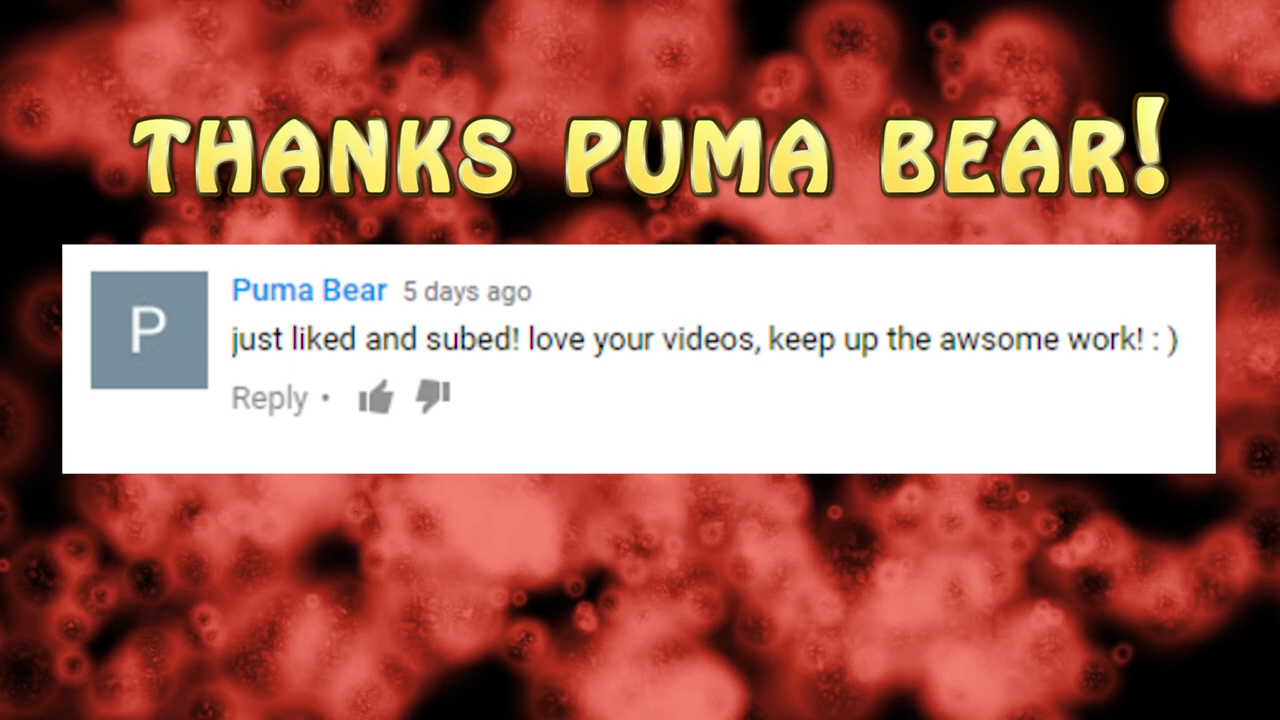 THANKS PUMA BEAR!
P
Puma Bear 5 days ago
just liked and subed! love your videos, keep up the awsome work! : )
Reply •